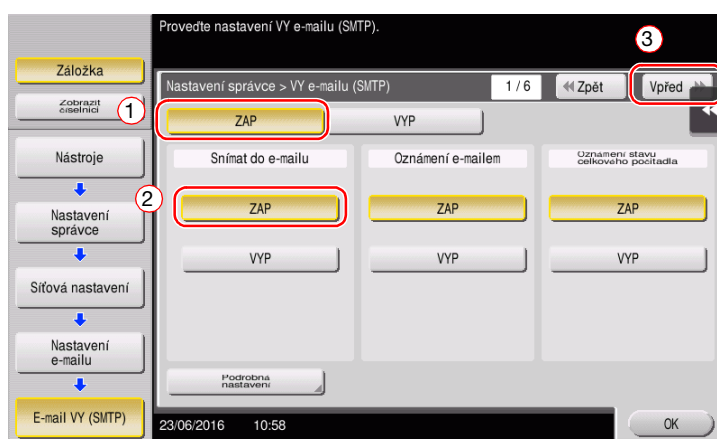 Proveďte nastavení VY e-mailu (SMTP).
3
Záložka
Nastavení správce > VY e-mailu (SMTP)
1 / 6
Zpět
Vpřed
Zobrazit
číselníci
1
ZAP
VYP
Nástroje
Snímat do e-mailu
Oznámení e-mailem
Oznámení stavu
celkového počitadla
2
Nastavení
správce
ZAP
ZAP
ZAP
VYP
VYP
VYP
Síťová nastavení
Nastavení
e-mailu
Podrobná
nastavení
E-mail VY (SMTP)
23/06/2016
10:58
OK